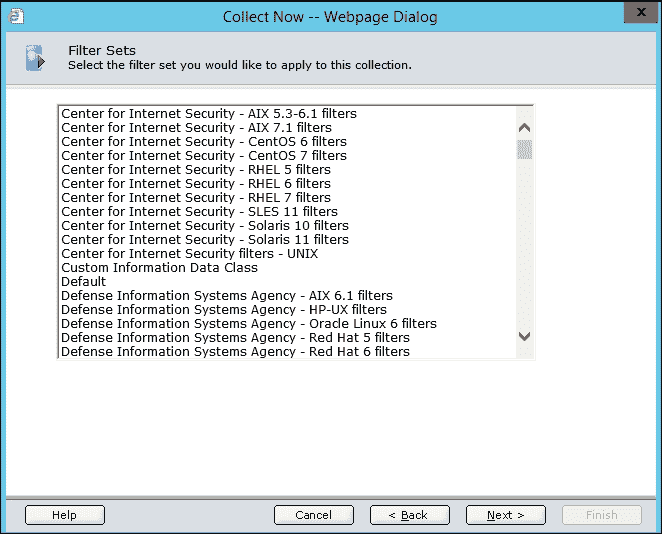 Collect Now -- Webpage Dialog
X
Filter Sets
Select the filter set you would like to apply to this collection.
Center for Internet Security - AIX 5.3-6.1 filters
Center for Internet Security - AIX 7.1 filters
Center for Internet Security - CentOS 6 filters
Center for Internet Security - CentOS 7 filters
Center for Internet Security - RHEL 5 filters
Center for Internet Security - RHEL 6 filters
Center for Internet Security - RHEL 7 filters
Center for Internet Security - SLES 11 filters
Center for Internet Security - Solaris 10 filters
Center for Internet Security - Solaris 11 filters
Center for Internet Security filters - UNIX
Custom Information Data Class
Default
Defense Information Systems Agency - AIX 6.1 filters
Defense Information Systems Agency - HP-UX filters
Defense Information Systems Agency - Oracle Linux 6 filters
Defense Information Systems Agency - Red Hat 5 filters
Defense Information Systems Agency - Red Hat 6 filters
Help Cancel < Back Next > Finish